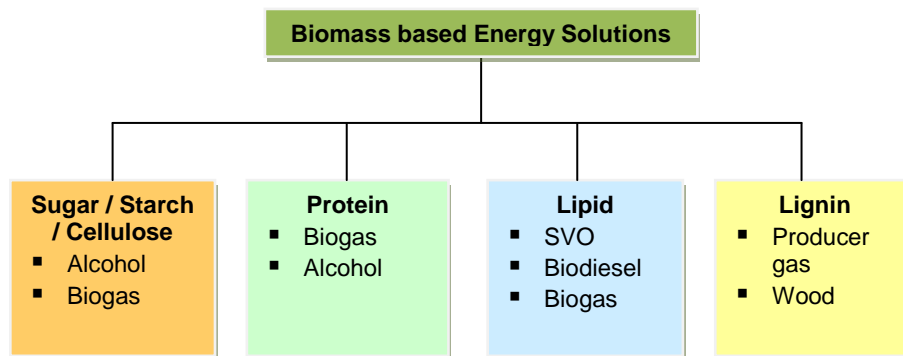 Biomass based Energy Solutions
Sugar / Starch
/ Cellulose
▪ Alcohol
▪ Biogas
Protein
▪ Biogas
▪ Alcohol
Lipid
▪ SVO
▪ Biodiesel
▪ Biogas
Lignin
▪ Producer
gas
▪ Wood